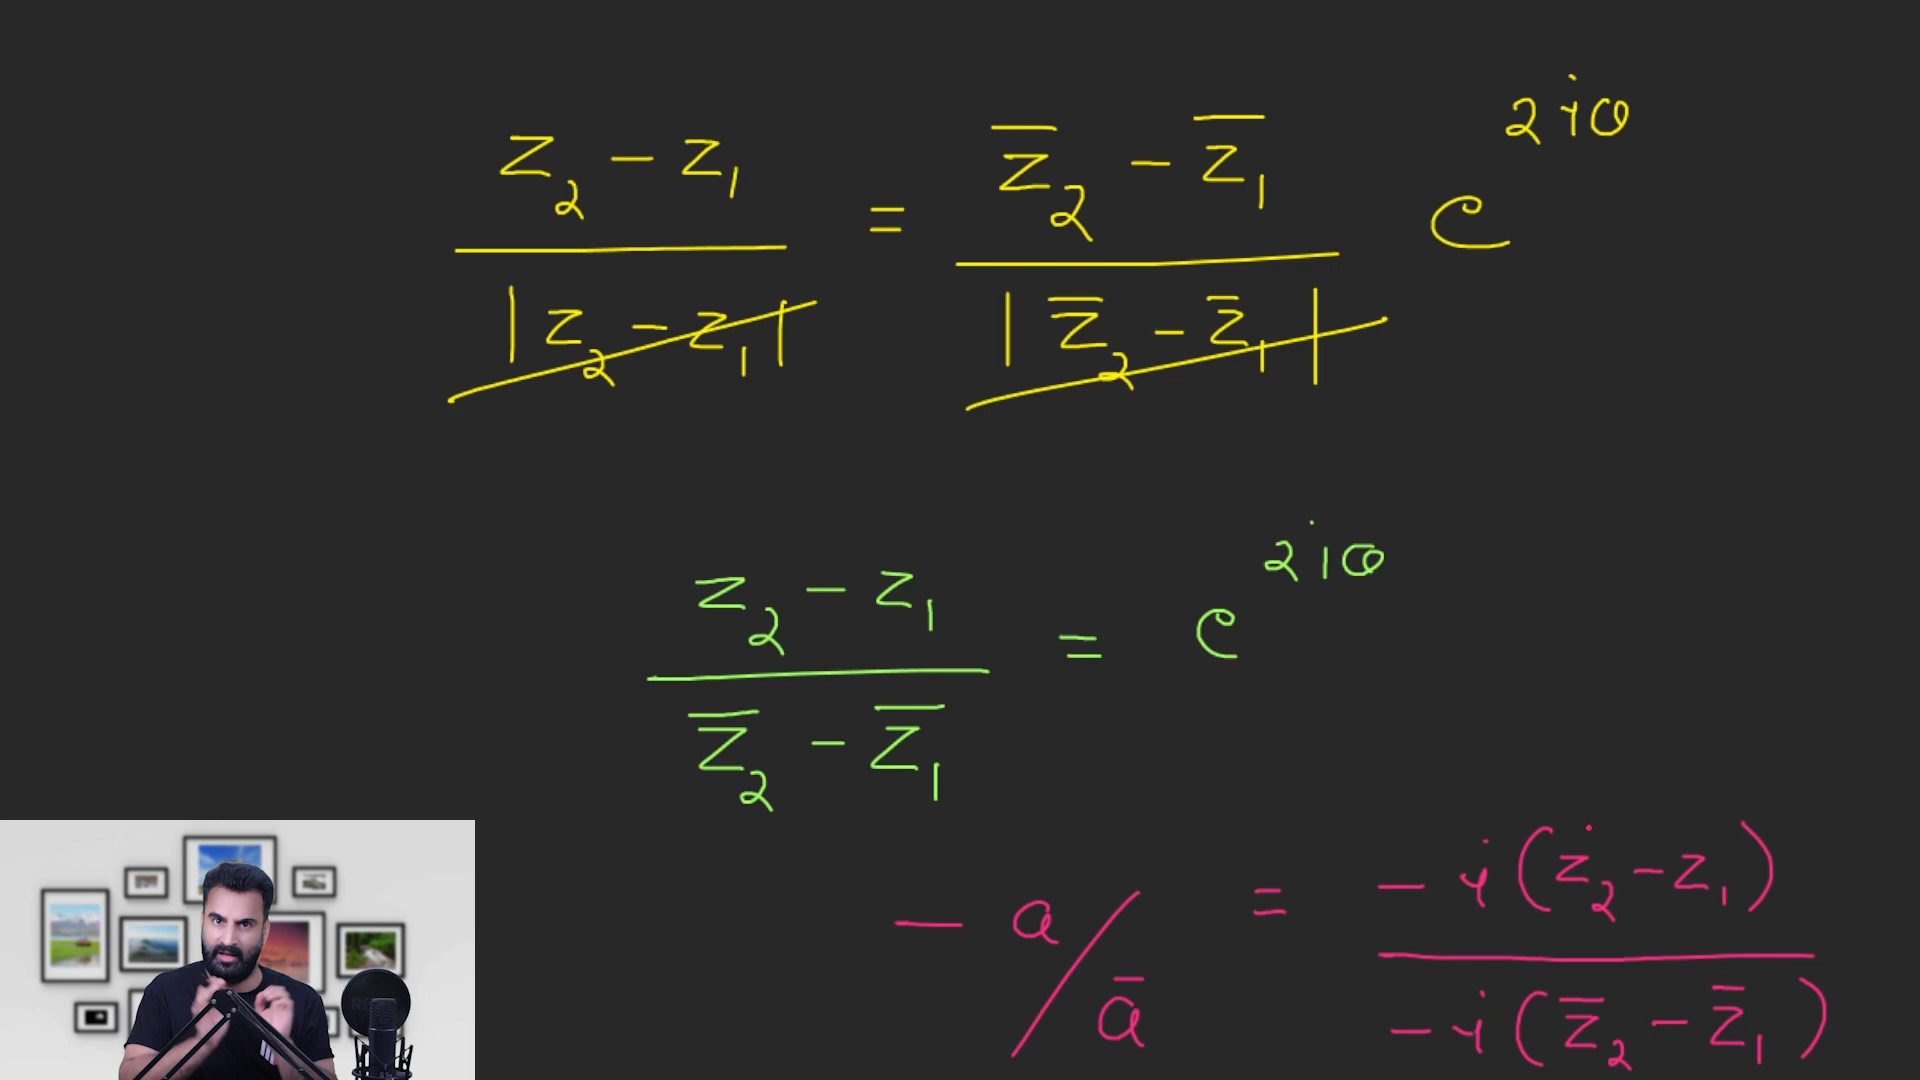 z₂ − z₁ / |z₂ − z₁| = z̅₂ − z̅₁ / |z̅₂ − z̅₁| e^{2iθ}
z₂ − z₁ / z̅₂ − z̅₁ = e^{2iθ}
− a / a̅ = − i(z₂ − z₁) / − i(z̅₂ − z̅₁)